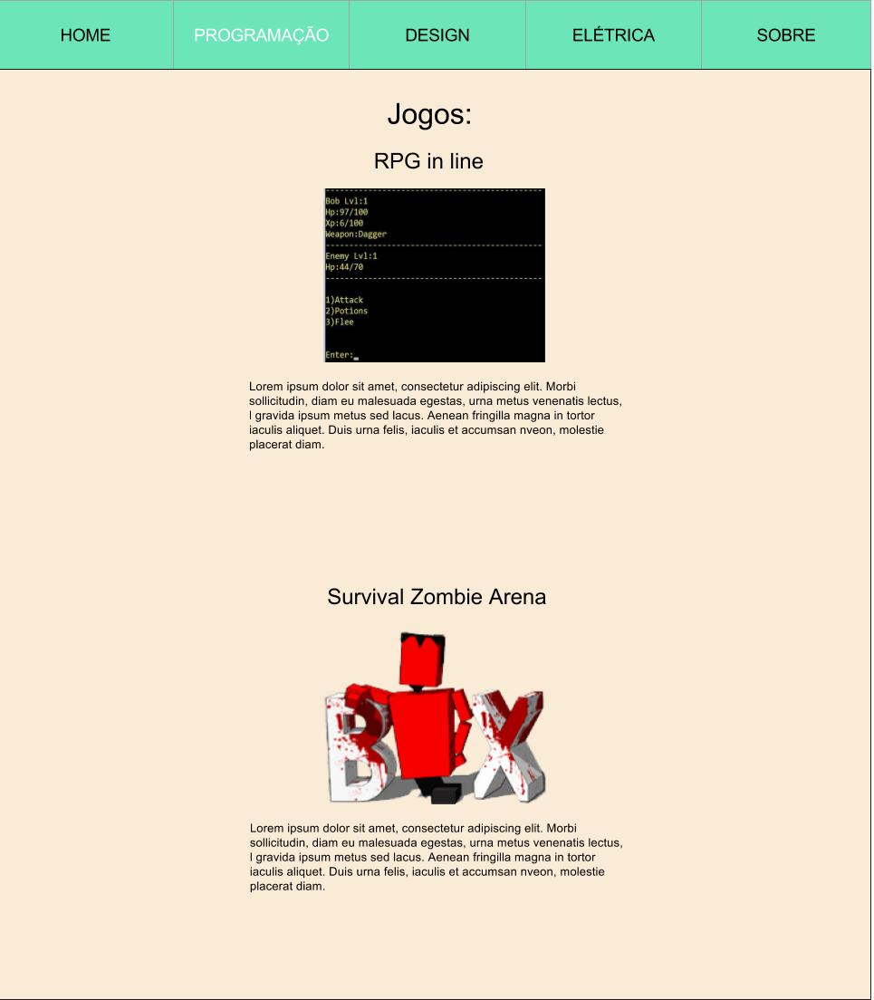 HOME PROGRAMAÇÃO DESIGN ELÉTRICA SOBRE
Jogos:
RPG in line
Bob Lvl:1
Hp:97/100
Xp:6/100
Weapon:Dagger
Enemy Lvl:1
Hp:44/70
1)Attack
2)Potions
3)Flee
Enter:_
Lorem ipsum dolor sit amet, consectetur adipiscing elit. Morbi
sollicitudin, diam eu malesuada egestas, urna metus venenatis lectus,
l gravida ipsum metus sed lacus. Aenean fringilla magna in tortor
iaculis aliquet. Duis urna felis, iaculis et accumsan nveon, molestie
placerat diam.
Survival Zombie Arena
B X
Lorem ipsum dolor sit amet, consectetur adipiscing elit. Morbi
sollicitudin, diam eu malesuada egestas, urna metus venenatis lectus,
l gravida ipsum metus sed lacus. Aenean fringilla magna in tortor
iaculis aliquet. Duis urna felis, iaculis et accumsan nveon, molestie
placerat diam.